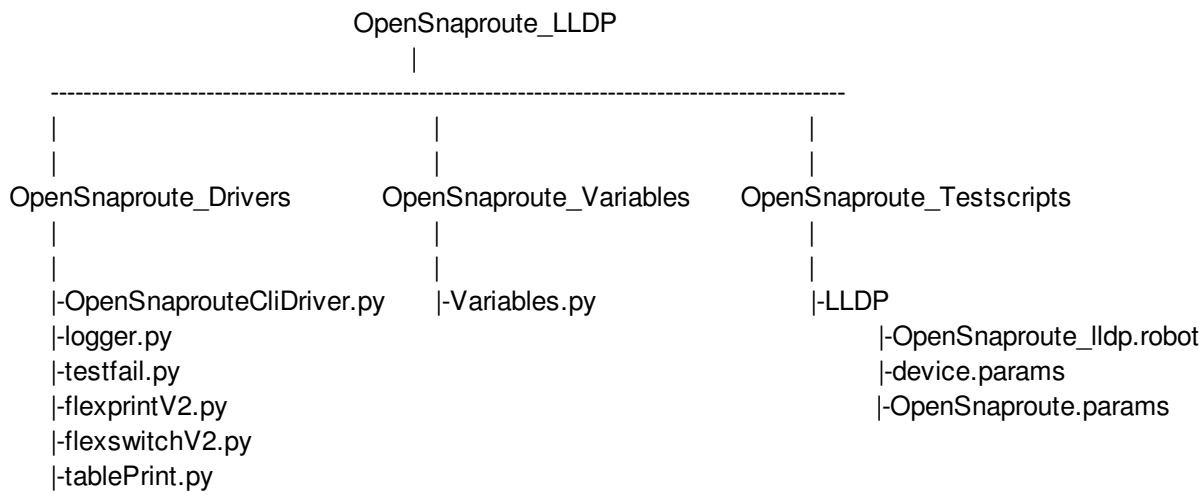 OpenSnaproute_LLDP
|
-------------------------------------------------------------------------------------------------
| | |
| | |
OpenSnaproute_Drivers OpenSnaproute_Variables OpenSnaproute_Testscripts
| | |
| | |
|-OpenSnaprouteCliDriver.py |-Variables.py |-LLDP
|-logger.py |-OpenSnaproute_lldp.robot
|-testfail.py |-device.params
|-flexprintV2.py |-OpenSnaproute.params
|-flexswitchV2.py
|-tablePrint.py